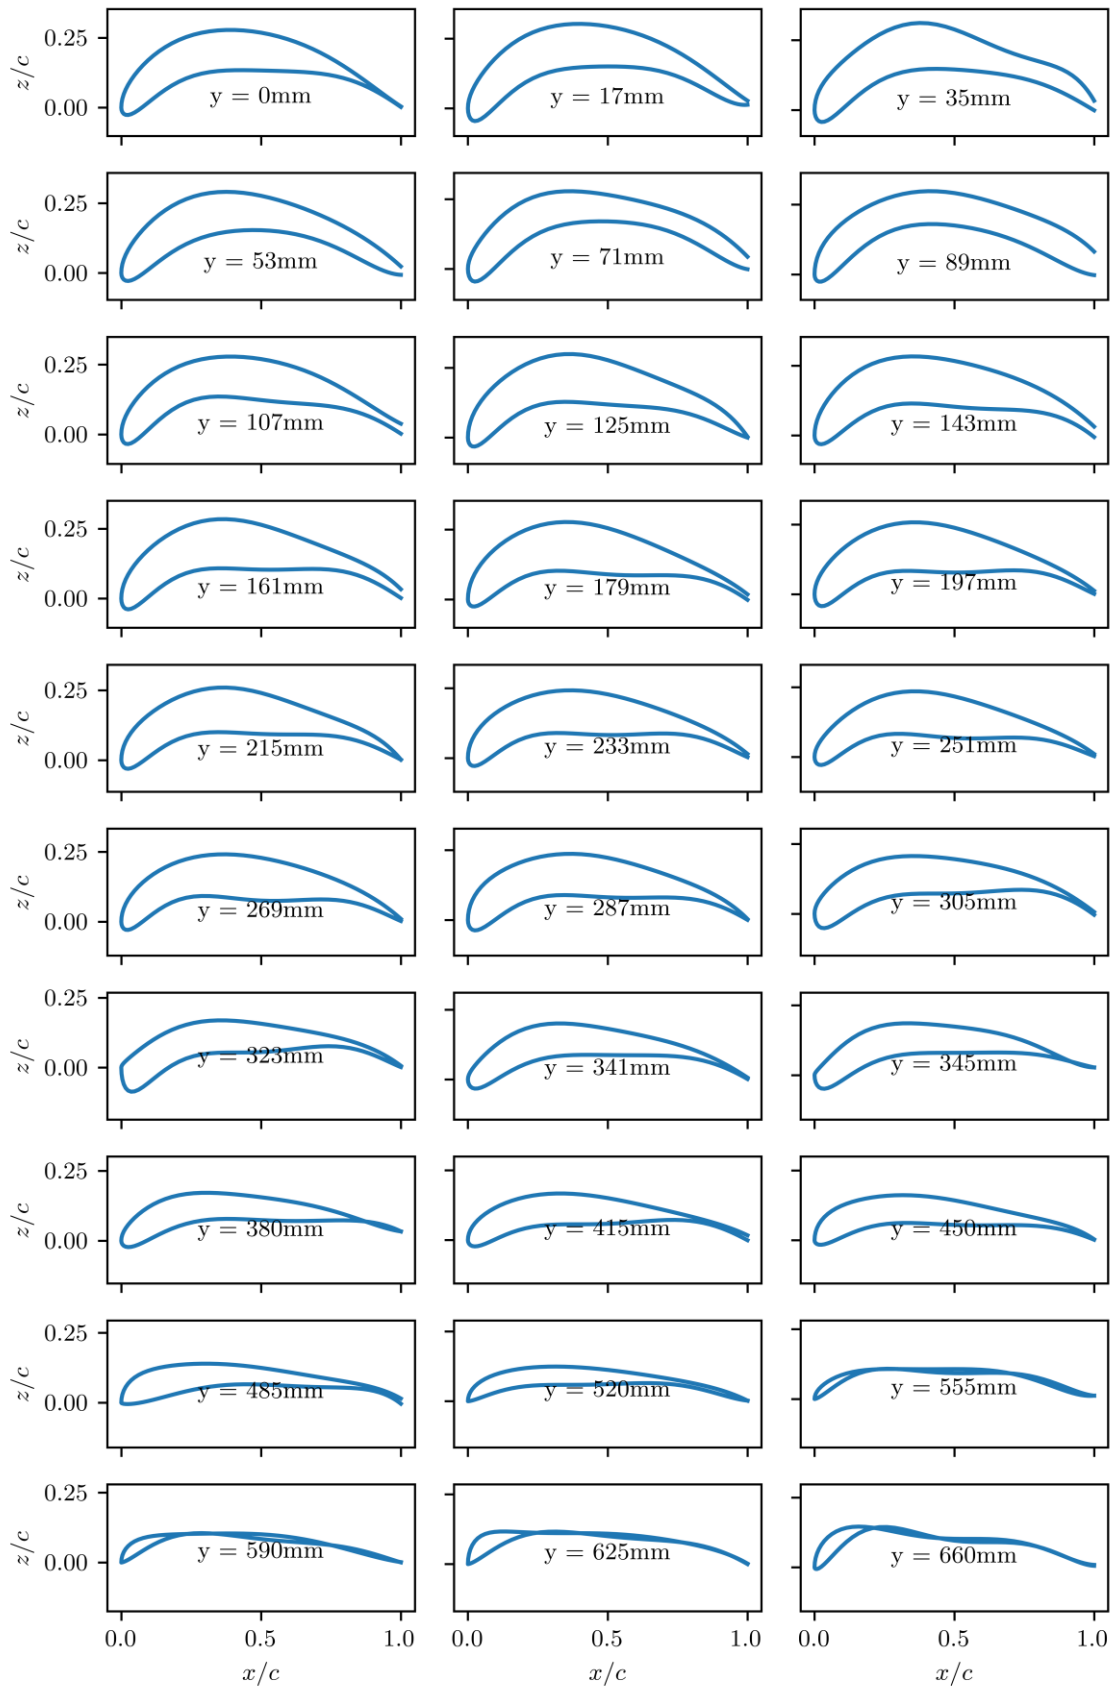 z/c
0.25
0.00
y = 0mm
y = 17mm
y = 35mm
z/c
0.25
0.00
y = 53mm
y = 71mm
y = 89mm
z/c
0.25
0.00
y = 107mm
y = 125mm
y = 143mm
z/c
0.25
0.00
y = 161mm
y = 179mm
y = 197mm
z/c
0.25
0.00
y = 215mm
y = 233mm
y = 251mm
z/c
0.25
0.00
y = 269mm
y = 287mm
y = 305mm
z/c
0.25
0.00
y = 323mm
y = 341mm
y = 345mm
z/c
0.25
0.00
y = 380mm
y = 415mm
y = 450mm
z/c
0.25
0.00
y = 485mm
y = 520mm
y = 555mm
z/c
0.25
0.00
y = 590mm
y = 625mm
y = 660mm
0.0 0.5 1.0 0.0 0.5 1.0 0.0 0.5 1.0
x/c x/c x/c